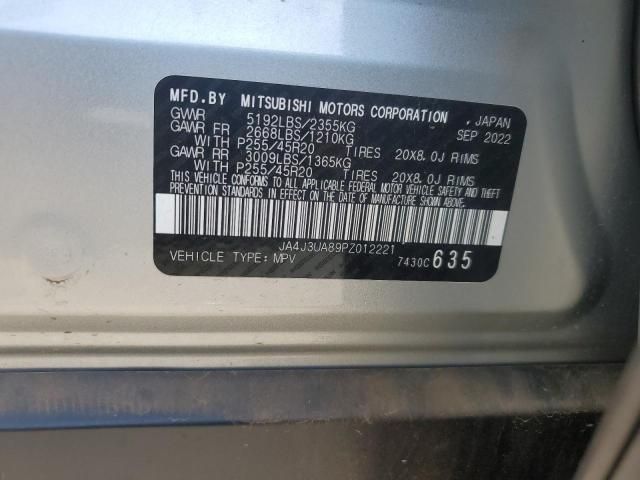 MFD.BY MITSUBISHI MOTORS CORPORATION , JAPAN
GVWR 5192LBS/2355KG SEP 2022
GAWR FR 2668LBS/1210KG
WITH P255/45R20 TIRES 20X8.0J RIMS
GAWR RR 3009LBS/1365KG
WITH P255/45R20 TIRES 20X8.0J RIMS
THIS VEHICLE CONFORMS TO ALL APPLICABLE FEDERAL MOTOR VEHICLE SAFETY AND THEFT
PREVENTION STANDARDS IN EFFECT ON THE DATE OF MANUFACTURE SHOWN ABOVE.
JA4J3UA89PZ012221
VEHICLE TYPE: MPV 7430C 635